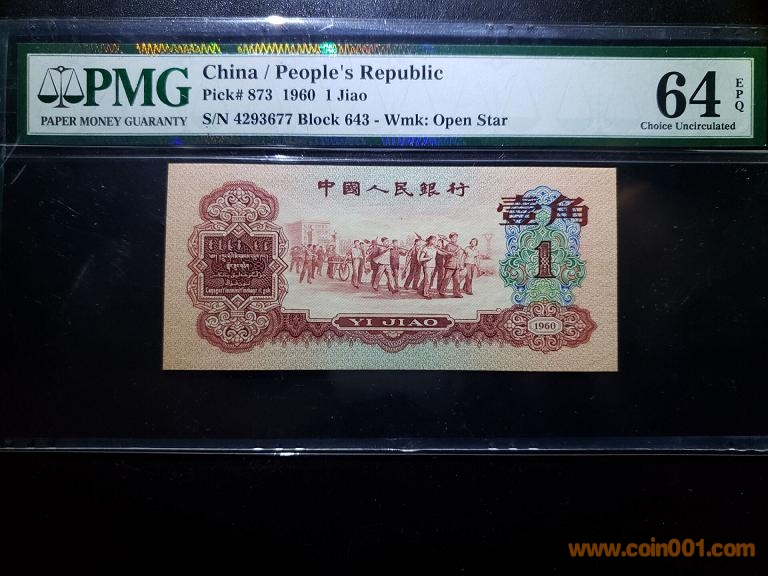 PMG
PAPER MONEY GUARANTY
China / People's Republic
Pick# 873 1960 1 Jiao
S/N 4293677 Block 643 - Wmk: Open Star
64
EPQ
Choice Uncirculated
中國人民銀行
壹角
1
YI JIAO
1960
www.coin001.com